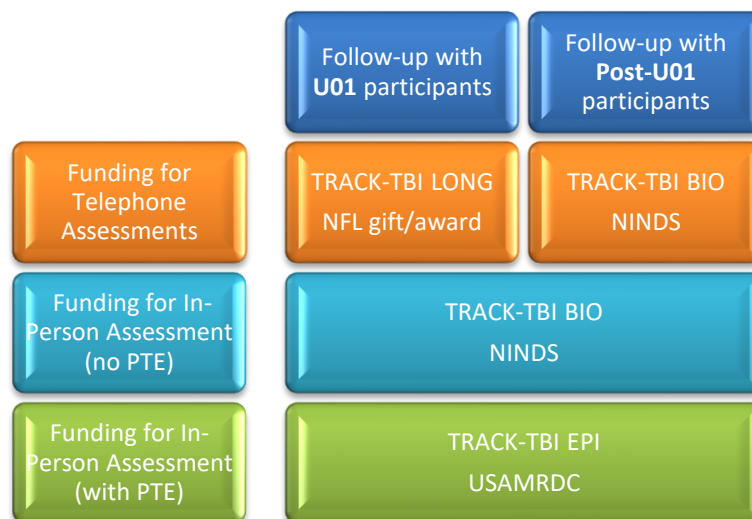 Follow-up with
U01 participants
Follow-up with
Post-U01
participants
Funding for
Telephone
Assessments
TRACK-TBI LONG
NFL gift/award
TRACK-TBI BIO
NINDS
Funding for In-
Person Assessment
(no PTE)
TRACK-TBI BIO
NINDS
Funding for In-
Person Assessment
(with PTE)
TRACK-TBI EPI
USAMRDC